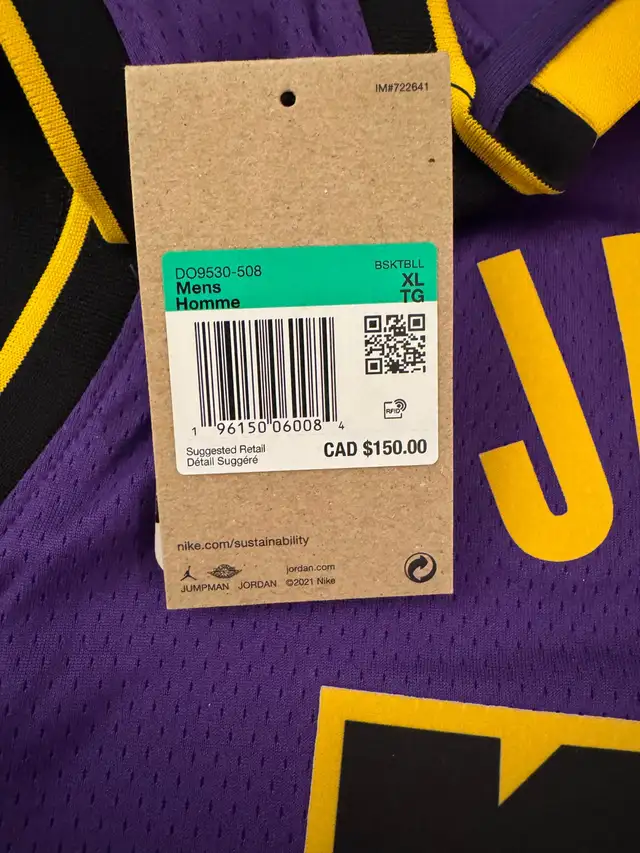 IM#722641
DO9530-508
BSKTBLL
Mens
XL
Homme
TG
1 96150 06008 4
RFID
Suggested Retail
Détail Suggéré
CAD $150.00
nike.com/sustainability
JUMPMAN
JORDAN
jordan.com
©2021 Nike
J